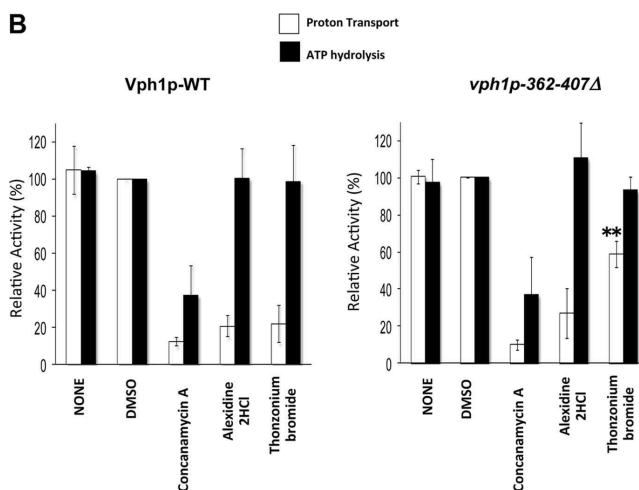 B
Proton Transport
ATP hydrolysis
Vph1p-WT
Relative Activity (%)
120
100
80
60
40
20
0
NONE
DMSO
Concanamycin A
Alexidine
2HCl
Thonzonium
bromide
vph1p-362-407Δ
Relative Activity (%)
120
100
80
60
40
20
0
**
NONE
DMSO
Concanamycin A
Alexidine
2HCl
Thonzonium
bromide